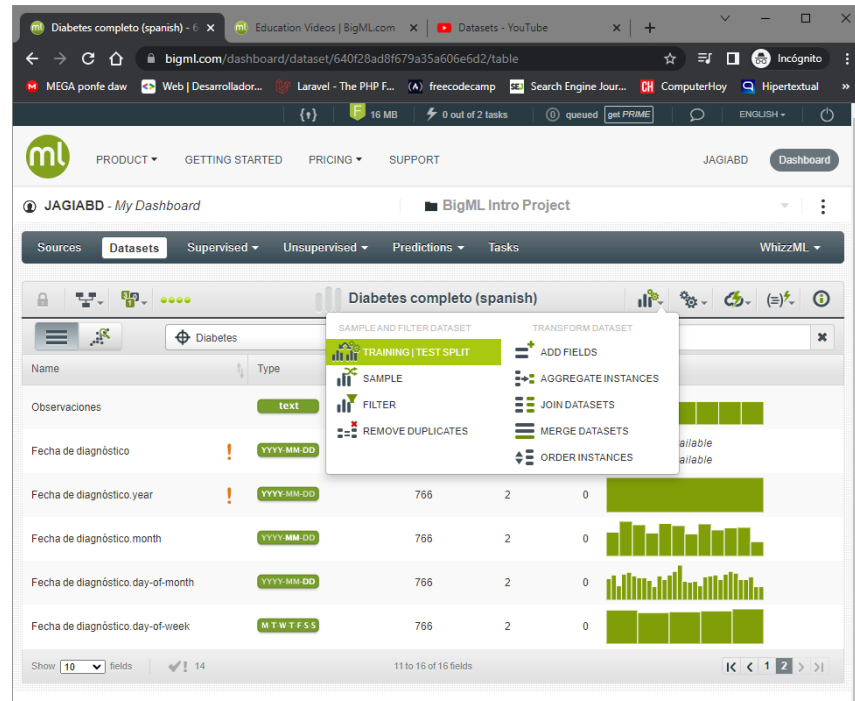 Diabetes completo (spanish) - 6
Education Videos | BigML.com
Datasets - YouTube
bigml.com/dashboard/dataset/640f28ad8f679a35a606e6d2/table
Incógnito
MEGA ponfe daw
Web | Desarrollador...
Laravel - The PHP F...
freecodecamp
Search Engine Jour...
ComputerHoy
Hipertextual
»
F 16 MB
0 out of 2 tasks
(0) queued get PRIME
ENGLISH
ml
PRODUCT
GETTING STARTED
PRICING
SUPPORT
JAGIABD
Dashboard
JAGIABD - My Dashboard
BigML Intro Project
Sources
Datasets
Supervised
Unsupervised
Predictions
Tasks
WhizzML
Diabetes completo (spanish)
Diabetes
SAMPLE AND FILTER DATASET
TRAINING | TEST SPLIT
SAMPLE
FILTER
REMOVE DUPLICATES
TRANSFORM DATASET
ADD FIELDS
AGGREGATE INSTANCES
JOIN DATASETS
MERGE DATASETS
ORDER INSTANCES
Name Type
Observaciones text
Fecha de diagnóstico ! YYYY-MM-DD
ailable
ailable
Fecha de diagnóstico.year ! YYYY-MM-DD 766 2 0
Fecha de diagnóstico.month YYYY-MM-DD 766 2 0
Fecha de diagnóstico.day-of-month YYYY-MM-DD 766 2 0
Fecha de diagnóstico.day-of-week M T W T F S S 766 2 0
Show 10 fields
14
11 to 16 of 16 fields
1 2